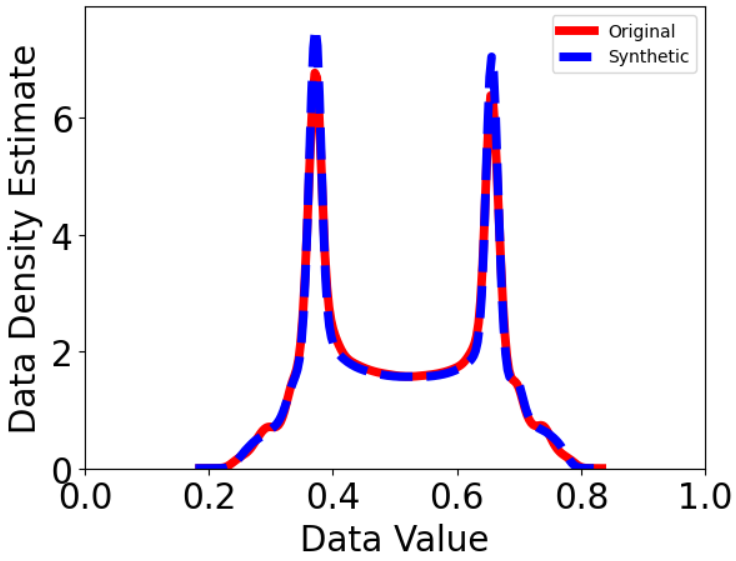 Original
Synthetic
Data Density Estimate
6
4
2
0
0.0 0.2 0.4 0.6 0.8 1.0
Data Value